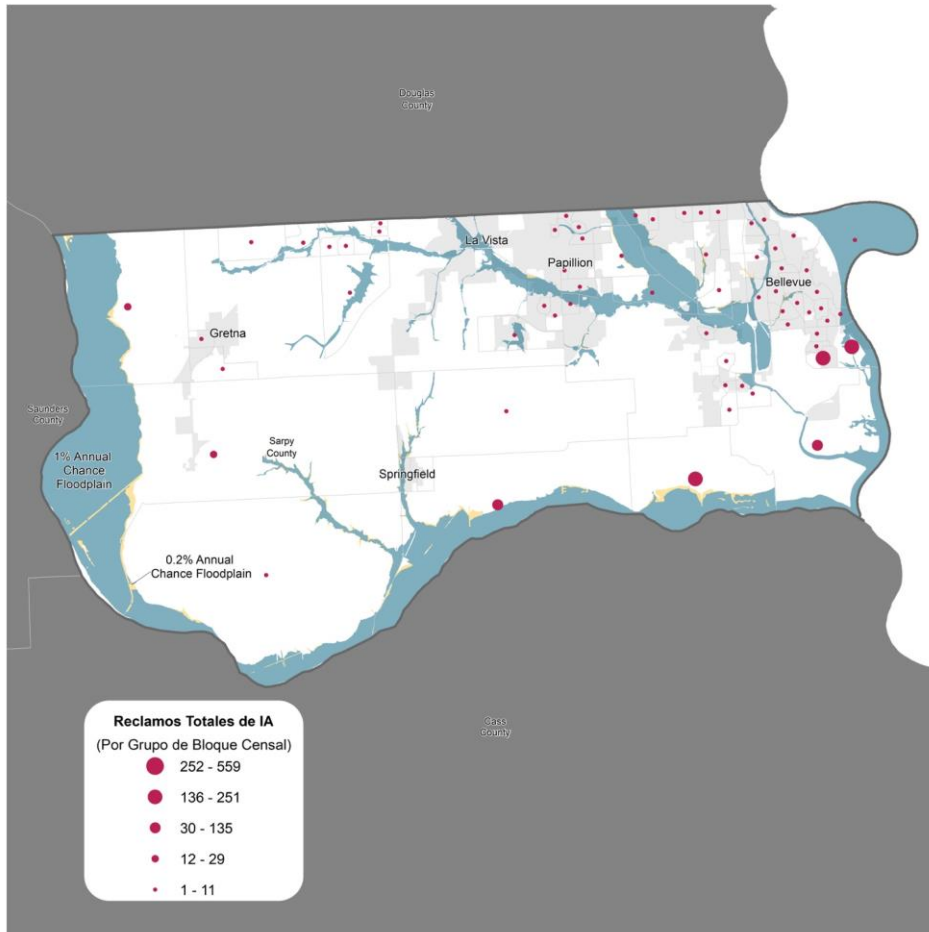 Douglas
County
La Vista
Papillion
Bellevue
Gretna
Saunders
County
Sarpy
County
1% Annual
Chance
Floodplain
Springfield
0.2% Annual
Chance Floodplain
Cass
County
Reclamos Totales de IA
(Por Grupo de Bloque Censal)
252 - 559
136 - 251
30 - 135
12 - 29
1 - 11